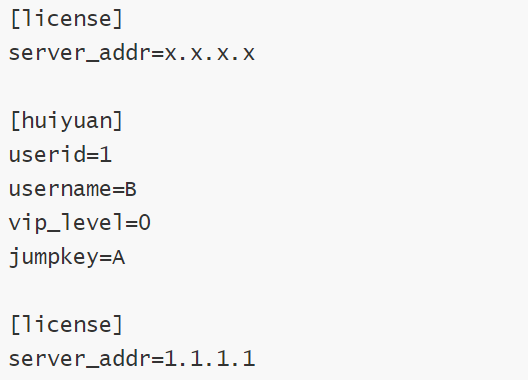 [license]
server_addr=x.x.x.x
[huiyuan]
userid=1
username=B
vip_level=0
jumpkey=A
[license]
server_addr=1.1.1.1